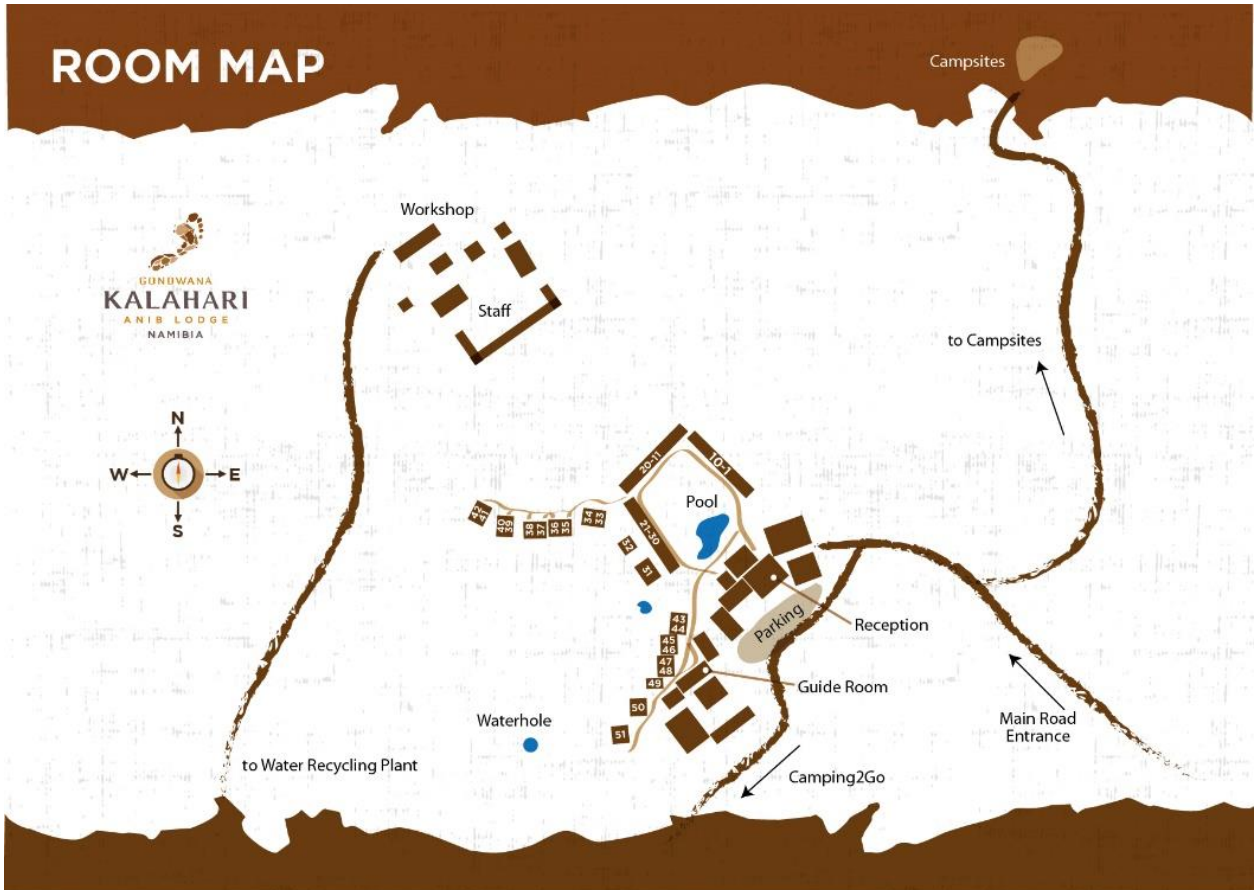 ROOM MAP
Campsites
Workshop
GONDWANA
KALAHARI
ANIB LODGE
NAMIBIA
Staff
to Campsites
N
W
E
S
20-11
10-1
Pool
42
41
40
39
38
37
36
35
34
33
21-30
32
31
43
44
45
46
47
48
49
50
51
Parking
Reception
Guide Room
Waterhole
Main Road
Entrance
to Water Recycling Plant
Camping2Go